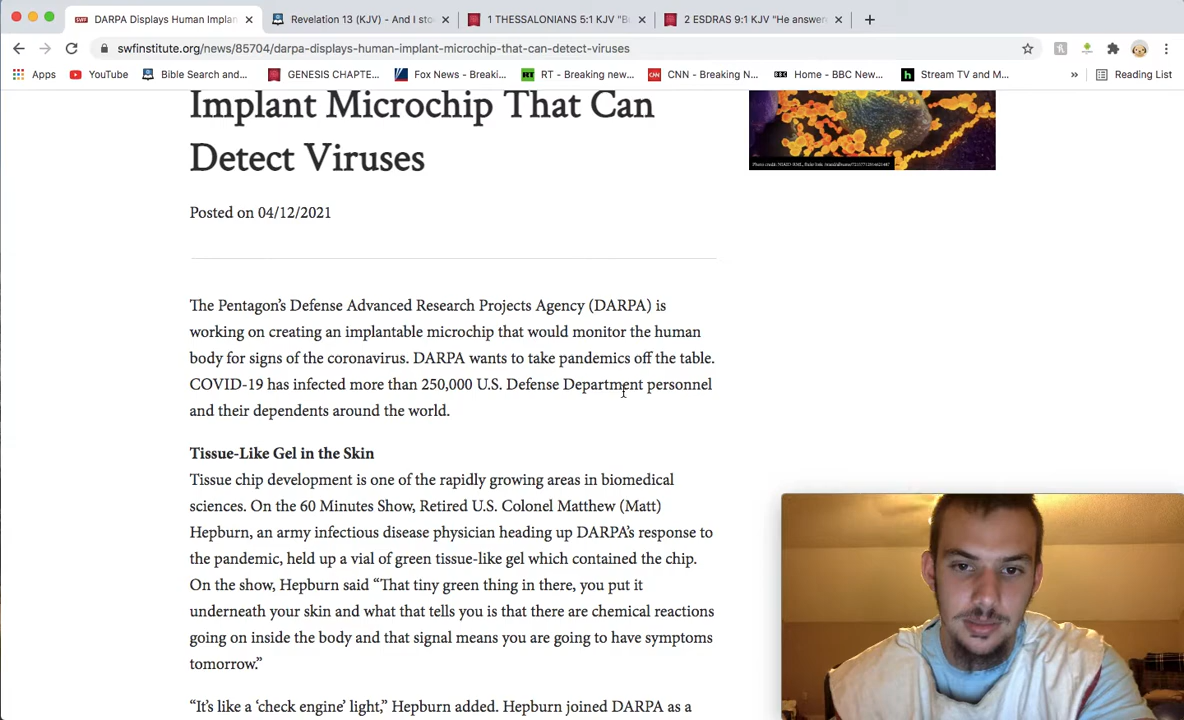 DARPA Displays Human Implan
Revelation 13 (KJV) - And I sto
1 THESSALONIANS 5:1 KJV "B
2 ESDRAS 9:1 KJV "He answer
swfinstitute.org/news/85704/darpa-displays-human-implant-microchip-that-can-detect-viruses
Apps YouTube Bible Search and... GENESIS CHAPTE... Fox News - Breaki... RT - Breaking new... CNN - Breaking N... Home - BBC New... Stream TV and M... » Reading List
Implant Microchip That Can
Detect Viruses
Posted on 04/12/2021
The Pentagon's Defense Advanced Research Projects Agency (DARPA) is
working on creating an implantable microchip that would monitor the human
body for signs of the coronavirus. DARPA wants to take pandemics off the table.
COVID-19 has infected more than 250,000 U.S. Defense Department personnel
and their dependents around the world.
Tissue-Like Gel in the Skin
Tissue chip development is one of the rapidly growing areas in biomedical
sciences. On the 60 Minutes Show, Retired U.S. Colonel Matthew (Matt)
Hepburn, an army infectious disease physician heading up DARPA's response to
the pandemic, held up a vial of green tissue-like gel which contained the chip.
On the show, Hepburn said “That tiny green thing in there, you put it
underneath your skin and what that tells you is that there are chemical reactions
going on inside the body and that signal means you are going to have symptoms
tomorrow.”
“It's like a ‘check engine’ light,” Hepburn added. Hepburn joined DARPA as a